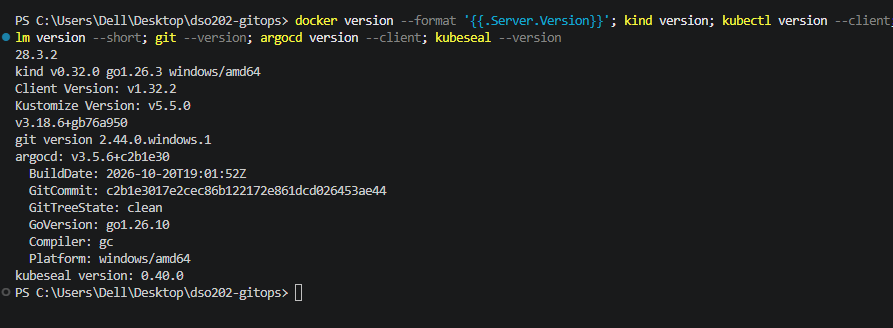 PS C:\Users\Dell\Desktop\dso202-gitops> docker version --format '{{.Server.Version}}'; kind version; kubectl version --client
lm version --short; git --version; argocd version --client; kubeseal --version
28.3.2
kind v0.32.0 go1.26.3 windows/amd64
Client Version: v1.32.2
Kustomize Version: v5.5.0
v3.18.6+gb76a950
git version 2.44.0.windows.1
argocd: v3.5.6+c2b1e30
  BuildDate: 2026-10-20T19:01:52Z
  GitCommit: c2b1e3017e2cec86b122172e861dcd026453ae44
  GitTreeState: clean
  GoVersion: go1.26.10
  Compiler: gc
  Platform: windows/amd64
kubeseal version: 0.40.0
PS C:\Users\Dell\Desktop\dso202-gitops>